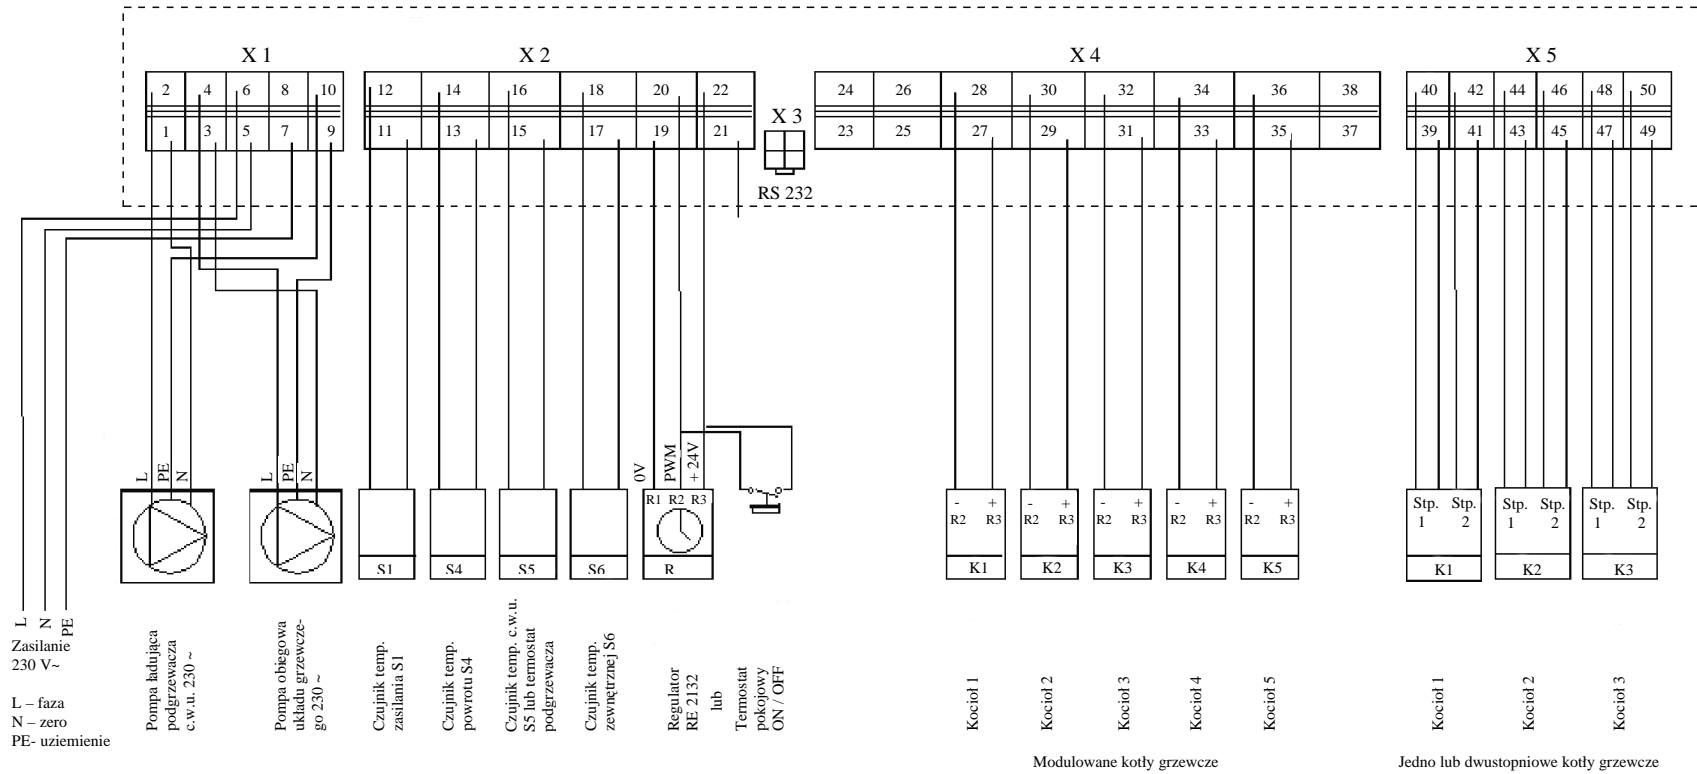 X 1
X 2
X 4
X 5
2 4 6 8 10
1 3 5 7 9
12 14 16 18 20 22
11 13 15 17 19 21
X 3
RS 232
24 26 28 30 32 34 36 38
23 25 27 29 31 33 35 37
40 42 44 46 48 50
39 41 43 45 47 49
L
PE
N
L
PE
N
0V
PWM
+ 24V
R1 R2 R3
S1
S4
S5
S6
R
- +
R2 R3
K1
- +
R2 R3
K2
- +
R2 R3
K3
- +
R2 R3
K4
- +
R2 R3
K5
Stp. Stp.
1 2
K1
Stp. Stp.
1 2
K2
Stp. Stp.
1 2
K3
L
N
PE
Zasilanie
230 V~
L – faza
N – zero
PE- uziemienie
Pompa ładująca
podgrzewacza
c.w.u. 230 ~
Pompa obiegowa
układu grzewcze-
go 230 ~
Czujnik temp.
zasilania S1
Czujnik temp.
powrotu S4
Czujnik temp. c.w.u.
S5 lub termostat
podgrzewacza
Czujnik temp.
zewnętrznej S6
Regulator
RE 2132
lub
Termostat
pokojowy
ON / OFF
Kocioł 1
Kocioł 2
Kocioł 3
Kocioł 4
Kocioł 5
Modulowane kotły grzewcze
Kocioł 1
Kocioł 2
Kocioł 3
Jedno lub dwustopniowe kotły grzewcze